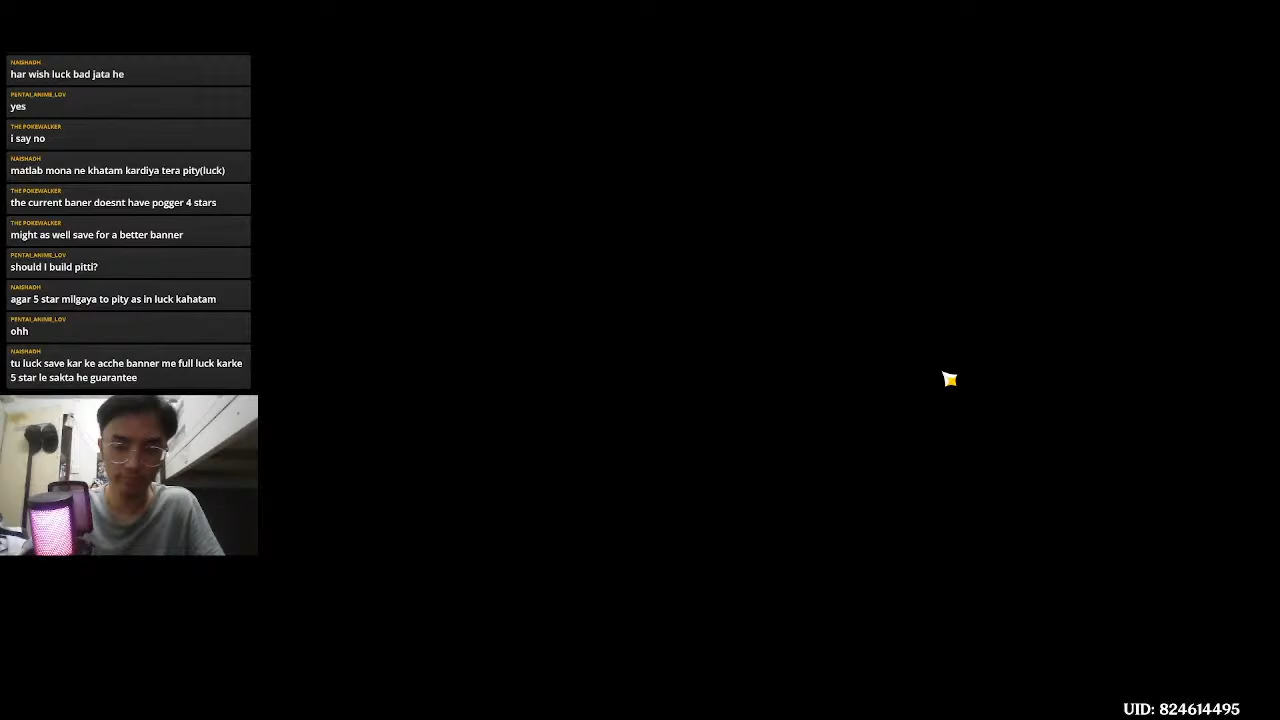 NAISHADH
har wish luck bad jata he
PENTAI_ANIME_LOV
yes
THE POKEWALKER
i say no
NAISHADH
matlab mona ne khatam kardiya tera pity(luck)
THE POKEWALKER
the current baner doesnt have pogger 4 stars
THE POKEWALKER
might as well save for a better banner
PENTAI_ANIME_LOV
should I build pitti?
NAISHADH
agar 5 star milgaya to pity as in luck kahatam
PENTAI_ANIME_LOV
ohh
NAISHADH
tu luck save kar ke acche banner me full luck karke
5 star le sakta he guarantee
UID: 824614495